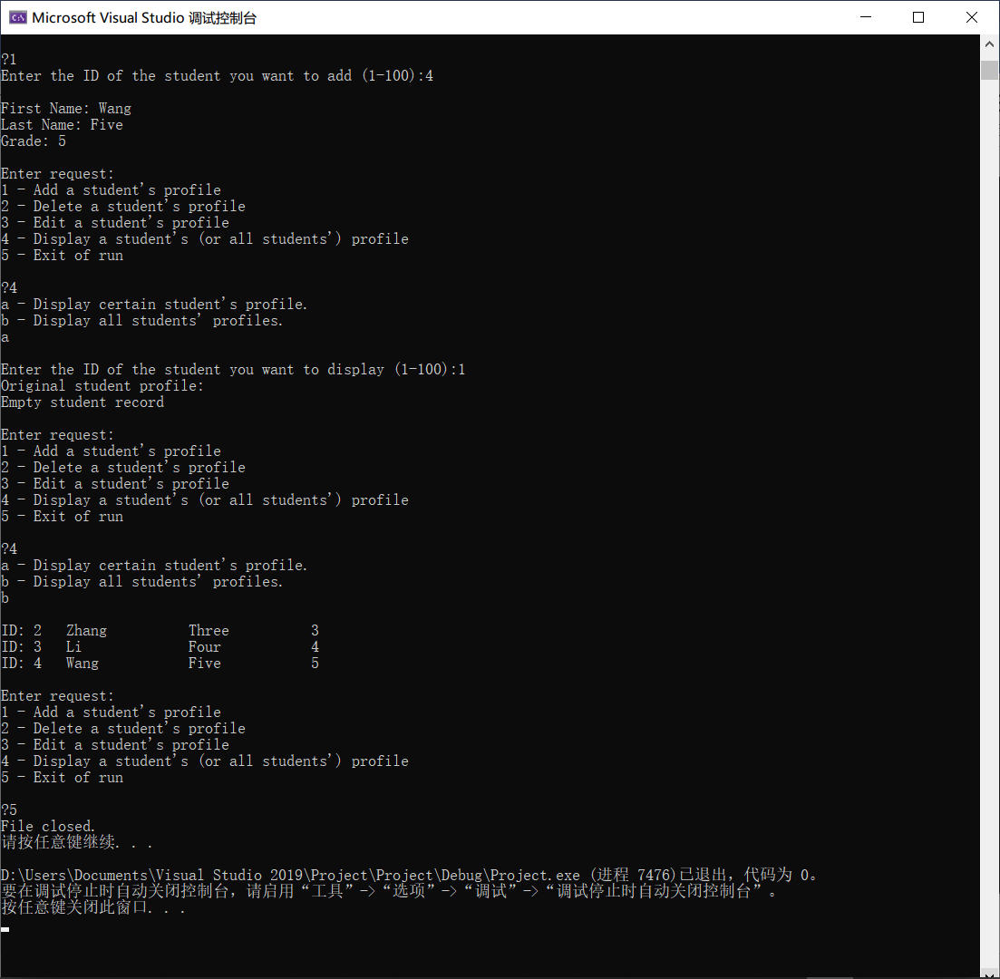 Microsoft Visual Studio 调试控制台
?1
Enter the ID of the student you want to add (1-100):4
First Name: Wang
Last Name: Five
Grade: 5
Enter request:
1 - Add a student's profile
2 - Delete a student's profile
3 - Edit a student's profile
4 - Display a student's (or all students') profile
5 - Exit of run
?4
a - Display certain student's profile.
b - Display all students' profiles.
a
Enter the ID of the student you want to display (1-100):1
Original student profile:
Empty student record
Enter request:
1 - Add a student's profile
2 - Delete a student's profile
3 - Edit a student's profile
4 - Display a student's (or all students') profile
5 - Exit of run
?4
a - Display certain student's profile.
b - Display all students' profiles.
b
ID: 2 Zhang Three 3
ID: 3 Li Four 4
ID: 4 Wang Five 5
Enter request:
1 - Add a student's profile
2 - Delete a student's profile
3 - Edit a student's profile
4 - Display a student's (or all students') profile
5 - Exit of run
?5
File closed.
请按任意键继续. . .
D:\Users\Documents\Visual Studio 2019\Project\Project\Debug\Project.exe (进程 7476)已退出，代码为 0。
要在调试停止时自动关闭控制台，请启用“工具”->“选项”->“调试”->“调试停止时自动关闭控制台”。
按任意键关闭此窗口. . .